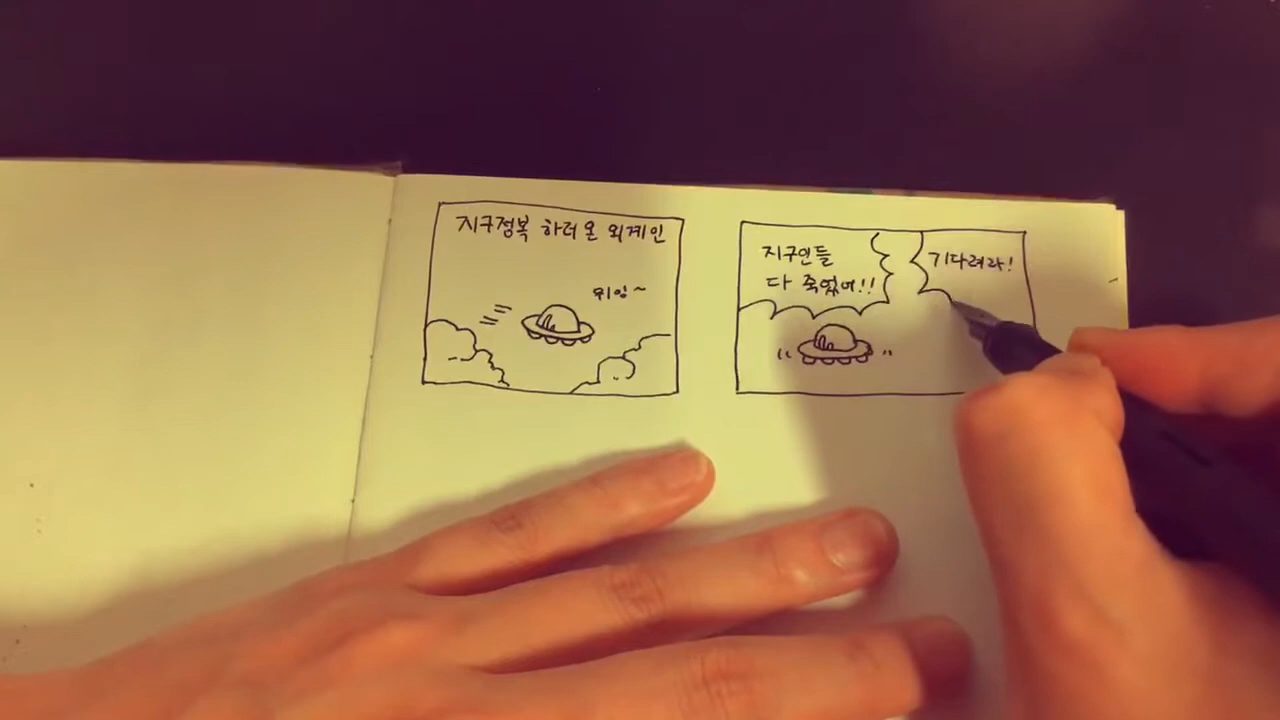 지구정복 하러 온 외계인
위잉~
지구인들
다 죽었어!!
기다려라!